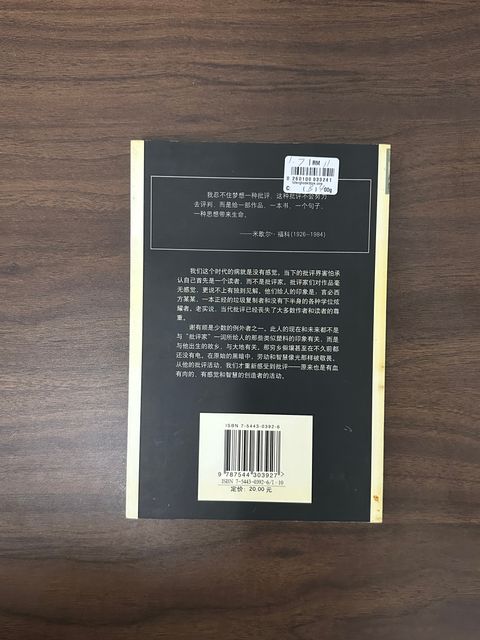 RM
0 260100 933241
C:
00g
我忍不住梦想一种批评，这种批评不会努力
去评判，而是给一部作品、一本书、一个句子、
一种思想带来生命。
——米歇尔·福科(1926-1984)
我们这个时代的病就是没有感觉。当下的批评界害怕承
认自己首先是一个读者，而不是批评家。批评家们对作品毫
无感觉，更说不上有独到见解。他们给人的印象是：言必西
方某某，一本正经的垃圾复制者和没有下半身的各种学位炫
耀者。老实说，当代批评已经丧失了大多数作者和读者的尊
重。
谢有顺是少数的例外者之一。此人的现在和未来都不是
与“批评家”一词所给人的那些类似塑料的印象有关，而是
与他出生的故乡，与大地有关。那穷乡僻壤甚至在不久前都
还没有电。在原始的黑暗中，劳动和智慧像光那样被敬畏。
从他的批评活动，我们才重新感受到批评——原来也是有血
有肉的、有感觉和智慧的创造者的活动。
ISBN 7-5443-0392-6
9 787544 303927 >
ISBN 7-5443-0392-6/I·10
定价：20.00 元